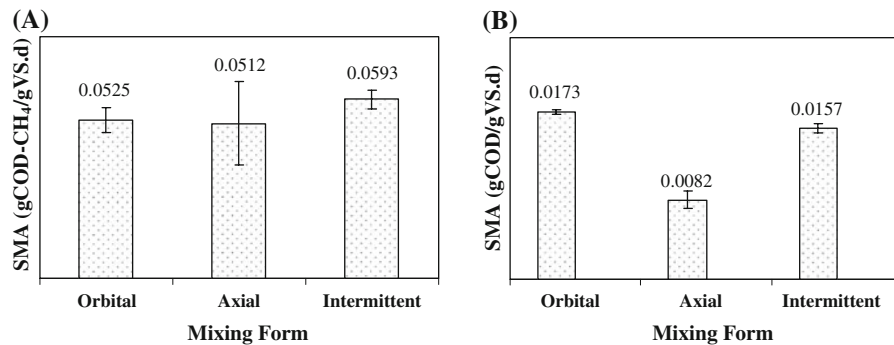 (A)
SMA (gCOD-CH₄/gVS.d)
0.0525
0.0512
0.0593
Orbital Axial Intermittent
Mixing Form
(B)
SMA (gCOD/gVS.d)
0.0173
0.0082
0.0157
Orbital Axial Intermittent
Mixing Form